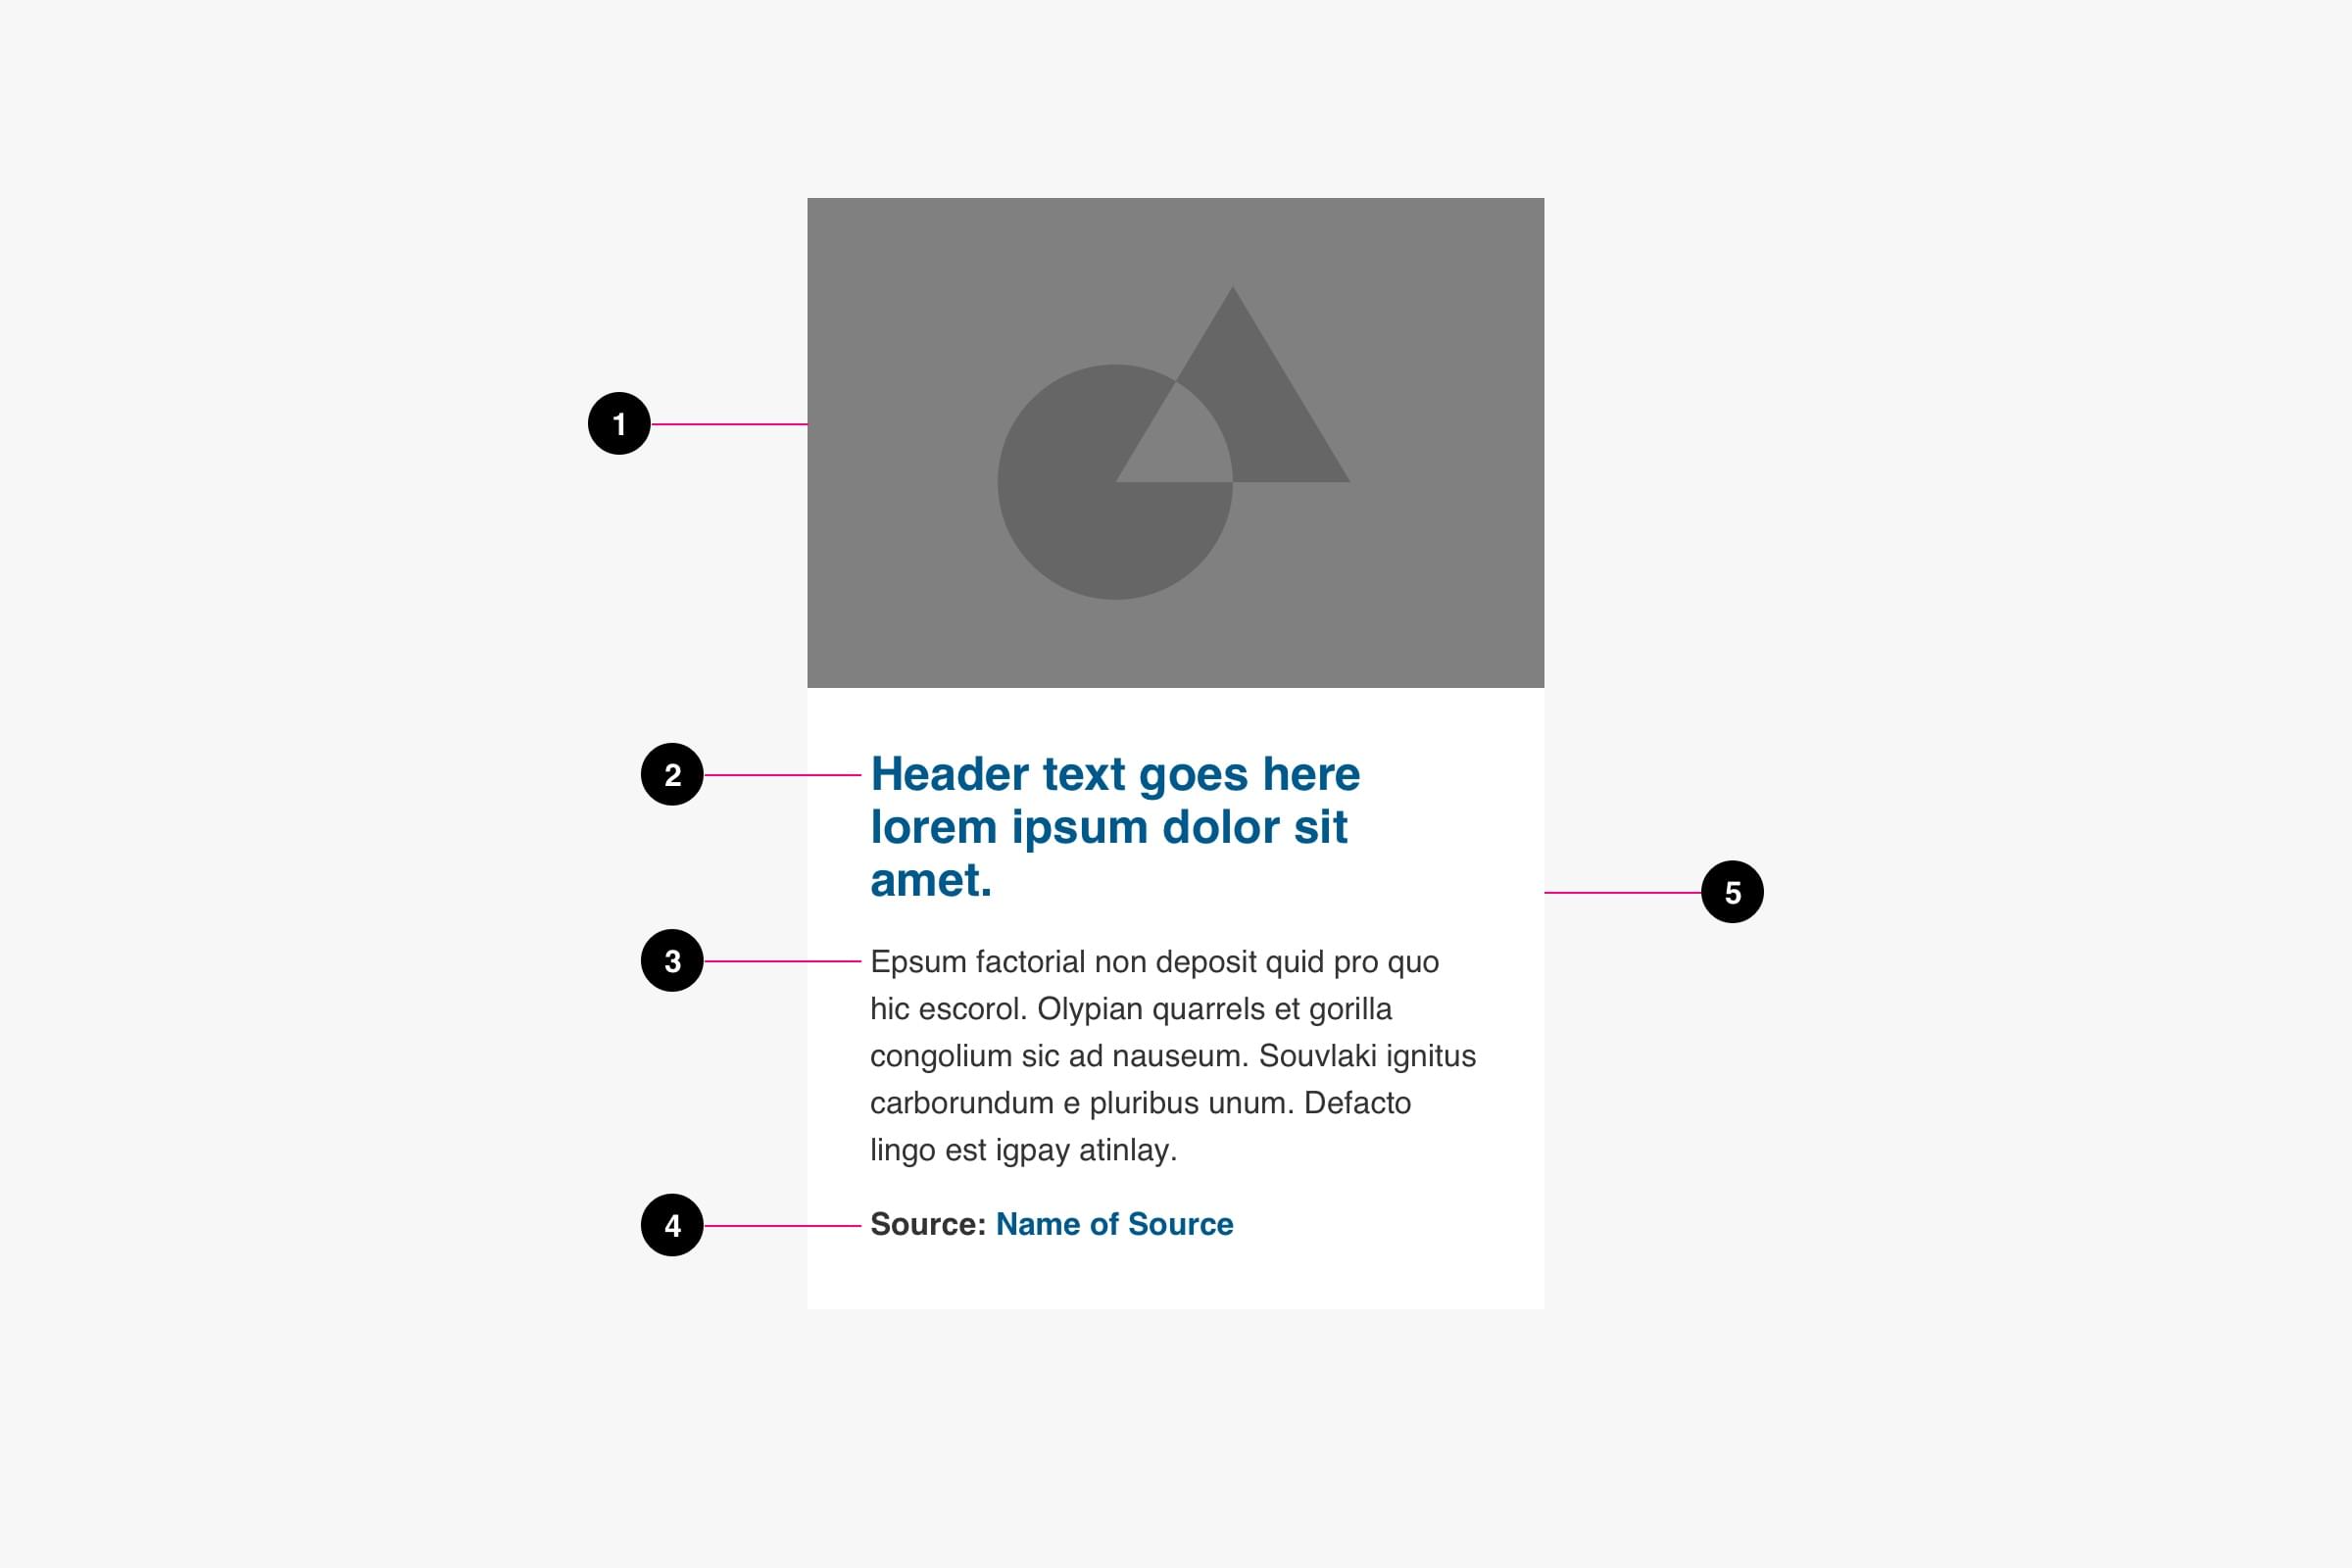 1
2
Header text goes here
lorem ipsum dolor sit
amet.
5
3
Epsum factorial non deposit quid pro quo
hic escorol. Olypian quarrels et gorilla
congolium sic ad nauseum. Souvlaki ignitus
carborundum e pluribus unum. Defacto
lingo est igpay atinlay.
4
Source: Name of Source